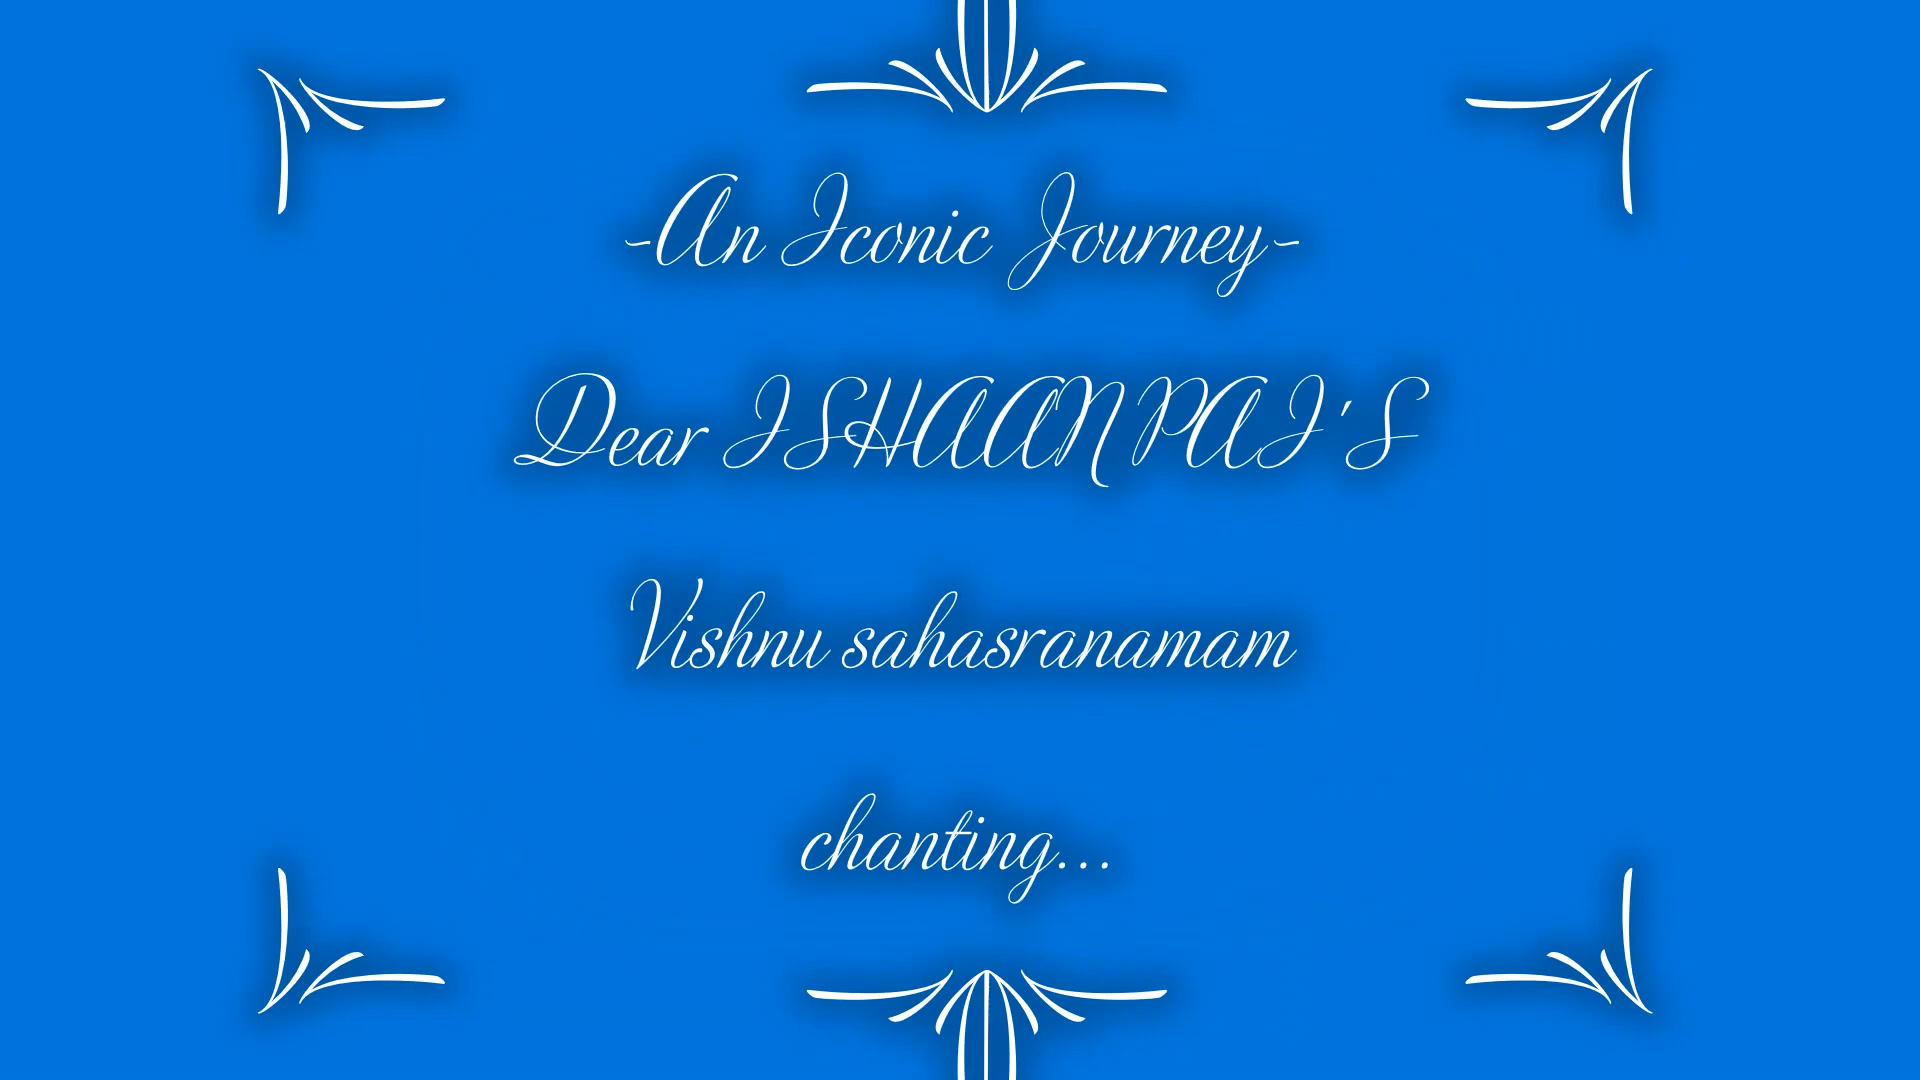 -An Iconic Journey-
Dear ISHAAN PAI'S
Vishnu sahasranamam
chanting...